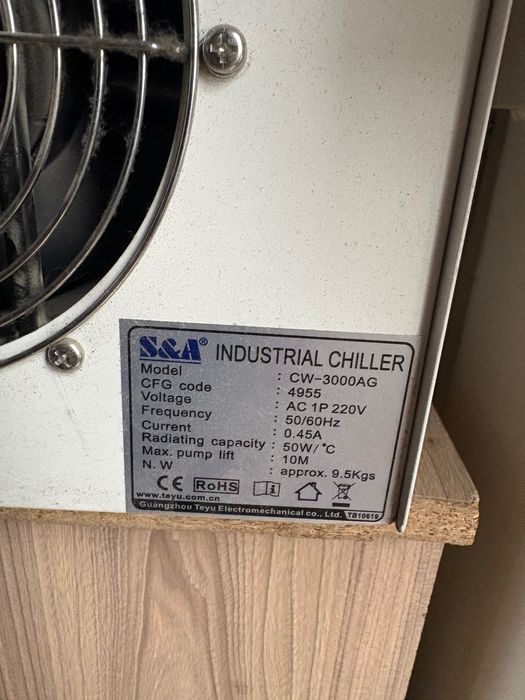 S&A® INDUSTRIAL CHILLER
Model : CW-3000AG
CFG code : 4955
Voltage : AC 1P 220V
Frequency : 50/60Hz
Current : 0.45A
Radiating capacity : 50W/°C
Max. pump lift : 10M
N. W : approx. 9.5Kgs
CE RoHS
www.teyu.com.cn
Guangzhou Teyu Electromechanical co., Ltd. TB10619